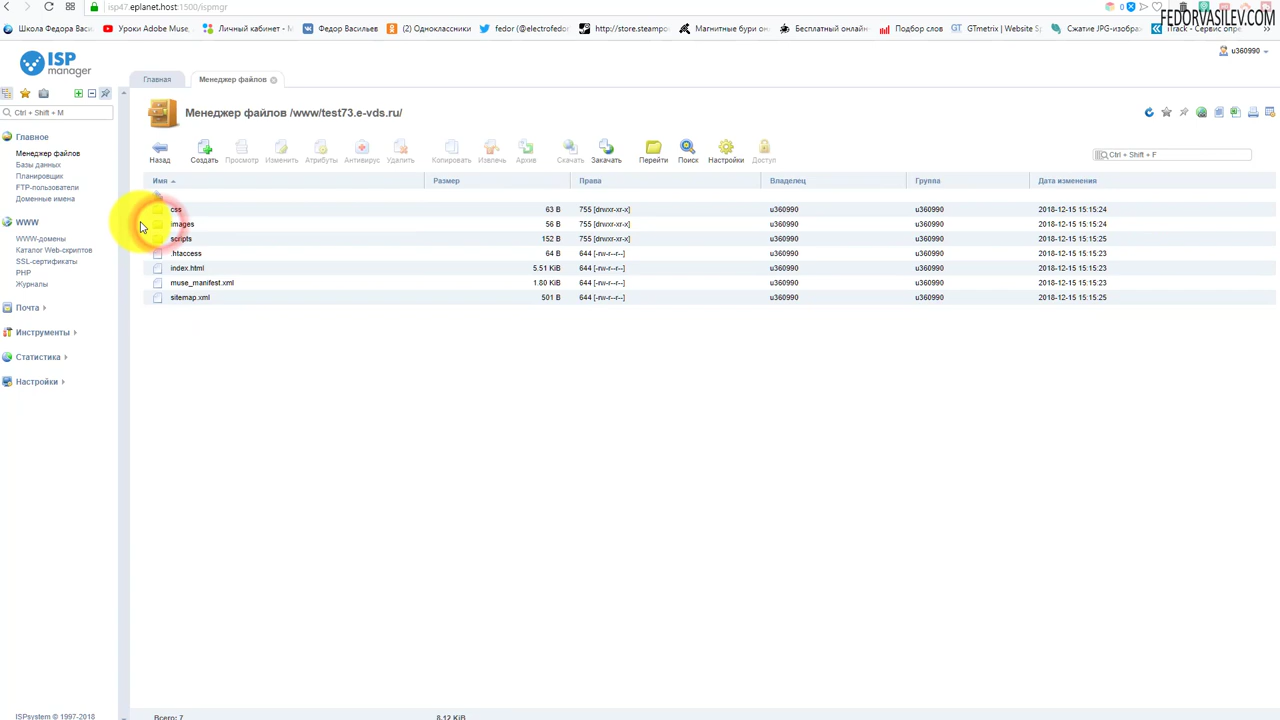 isp47.eplanet.host:1500/ispmgr
0
FEDORVASILEV.COM
Школа Федора Васи
Уроки Adobe Muse
Личный кабинет -
Федор Васильев
(2) Одноклассники
fedor (@electrofedor)
http://store.steampo
Магнитные бури он
Бесплатный онлайн
GTmetrix | Website S
Подбор слов
Сжатие JPG-изображ
iTrack - Сервис опред
ISP
manager
u360990
Главная
Менеджер файлов
Ctrl + Shift + M
Менеджер файлов /www/test73.e-vds.ru/
Назад
Создать
Просмотр
Изменить
Атрибуты
Антивирус
Удалить
Копировать
Извлечь
Архив
Скачать
Закачать
Перейти
Поиск
Настройки
Доступ
Ctrl + Shift + F
Главное
Менеджер файлов
Базы данных
Планировщик
FTP-пользователи
Доменные имена
WWW
WWW-домены
Каталог Web-скриптов
SSL-сертификаты
PHP
Журналы
Почта
Инструменты
Статистика
Настройки
Имя Размер Права Владелец Группа Дата изменения
css 63 B 755 [drwxr-xr-x] u360990 u360990 2018-12-15 15:15:24
images 56 B 755 [drwxr-xr-x] u360990 u360990 2018-12-15 15:15:24
scripts 152 B 755 [drwxr-xr-x] u360990 u360990 2018-12-15 15:15:25
.htaccess 64 B 644 [-rw-r--r--] u360990 u360990 2018-12-15 15:15:23
index.html 5.51 KiB 644 [-rw-r--r--] u360990 u360990 2018-12-15 15:15:23
muse_manifest.xml 1.80 KiB 644 [-rw-r--r--] u360990 u360990 2018-12-15 15:15:23
sitemap.xml 501 B 644 [-rw-r--r--] u360990 u360990 2018-12-15 15:15:25
ISPsystem © 1997-2018
Всего: 7
8.12 KiB